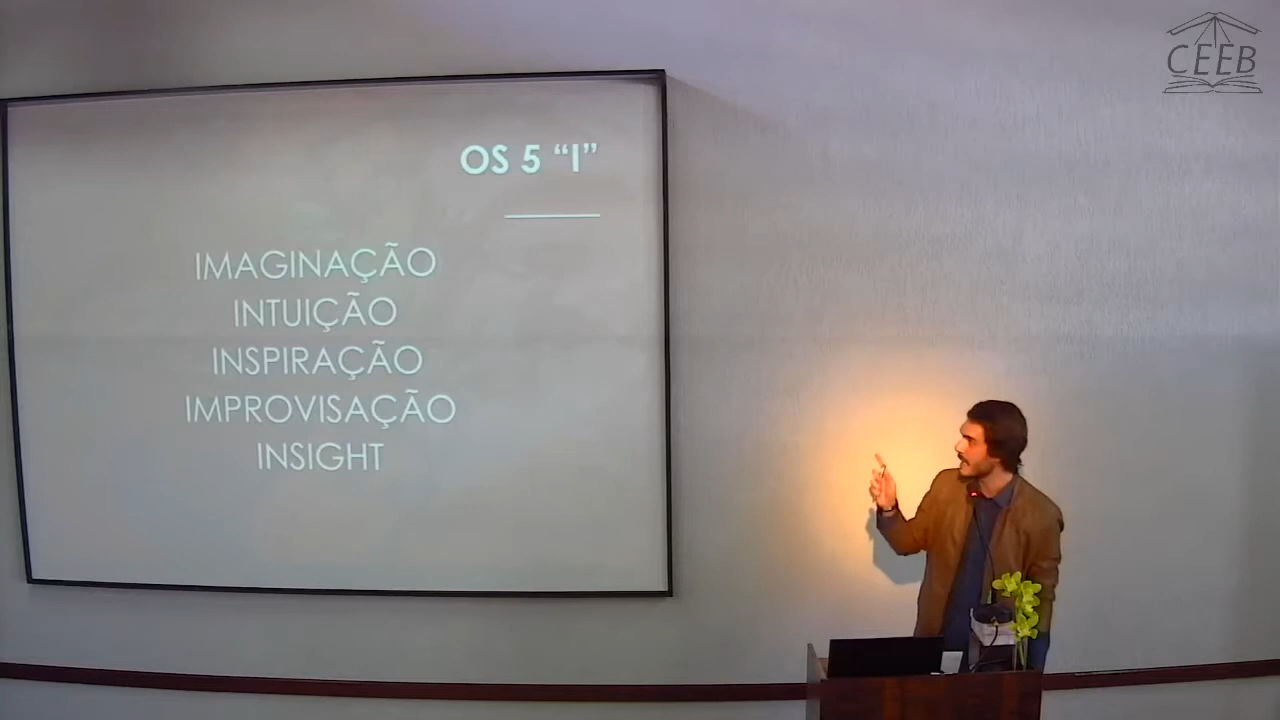 CEEB
OS 5 “I”
IMAGINAÇÃO
INTUIÇÃO
INSPIRAÇÃO
IMPROVISAÇÃO
INSIGHT